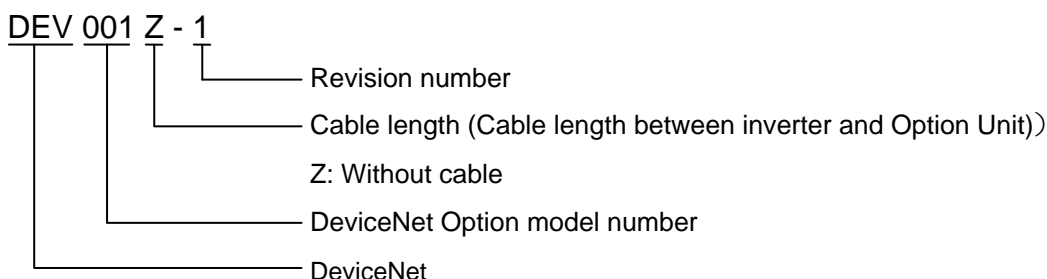 DEV 001 Z - 1
Revision number
Cable length (Cable length between inverter and Option Unit)）
Z: Without cable
DeviceNet Option model number
DeviceNet